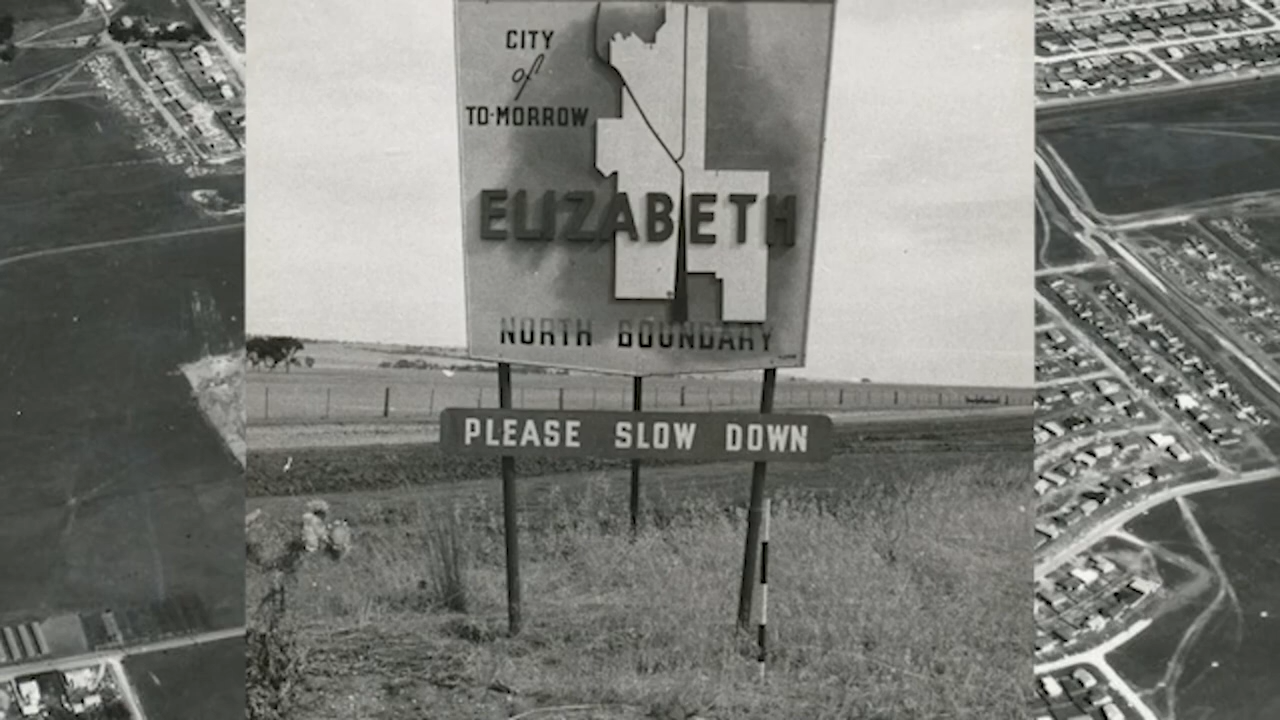 CITY
of
TO-MORROW
ELIZABETH
NORTH BOUNDARY
PLEASE SLOW DOWN